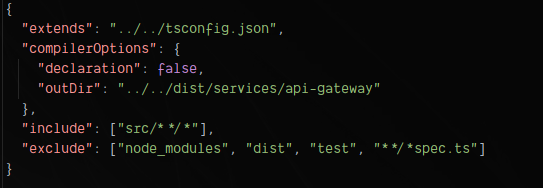 {
"extends": "../../tsconfig.json",
"compilerOptions": {
"declaration": false,
"outDir": "../../dist/services/api-gateway"
},
"include": ["src/**/*"],
"exclude": ["node_modules", "dist", "test", "**/*spec.ts"]
}